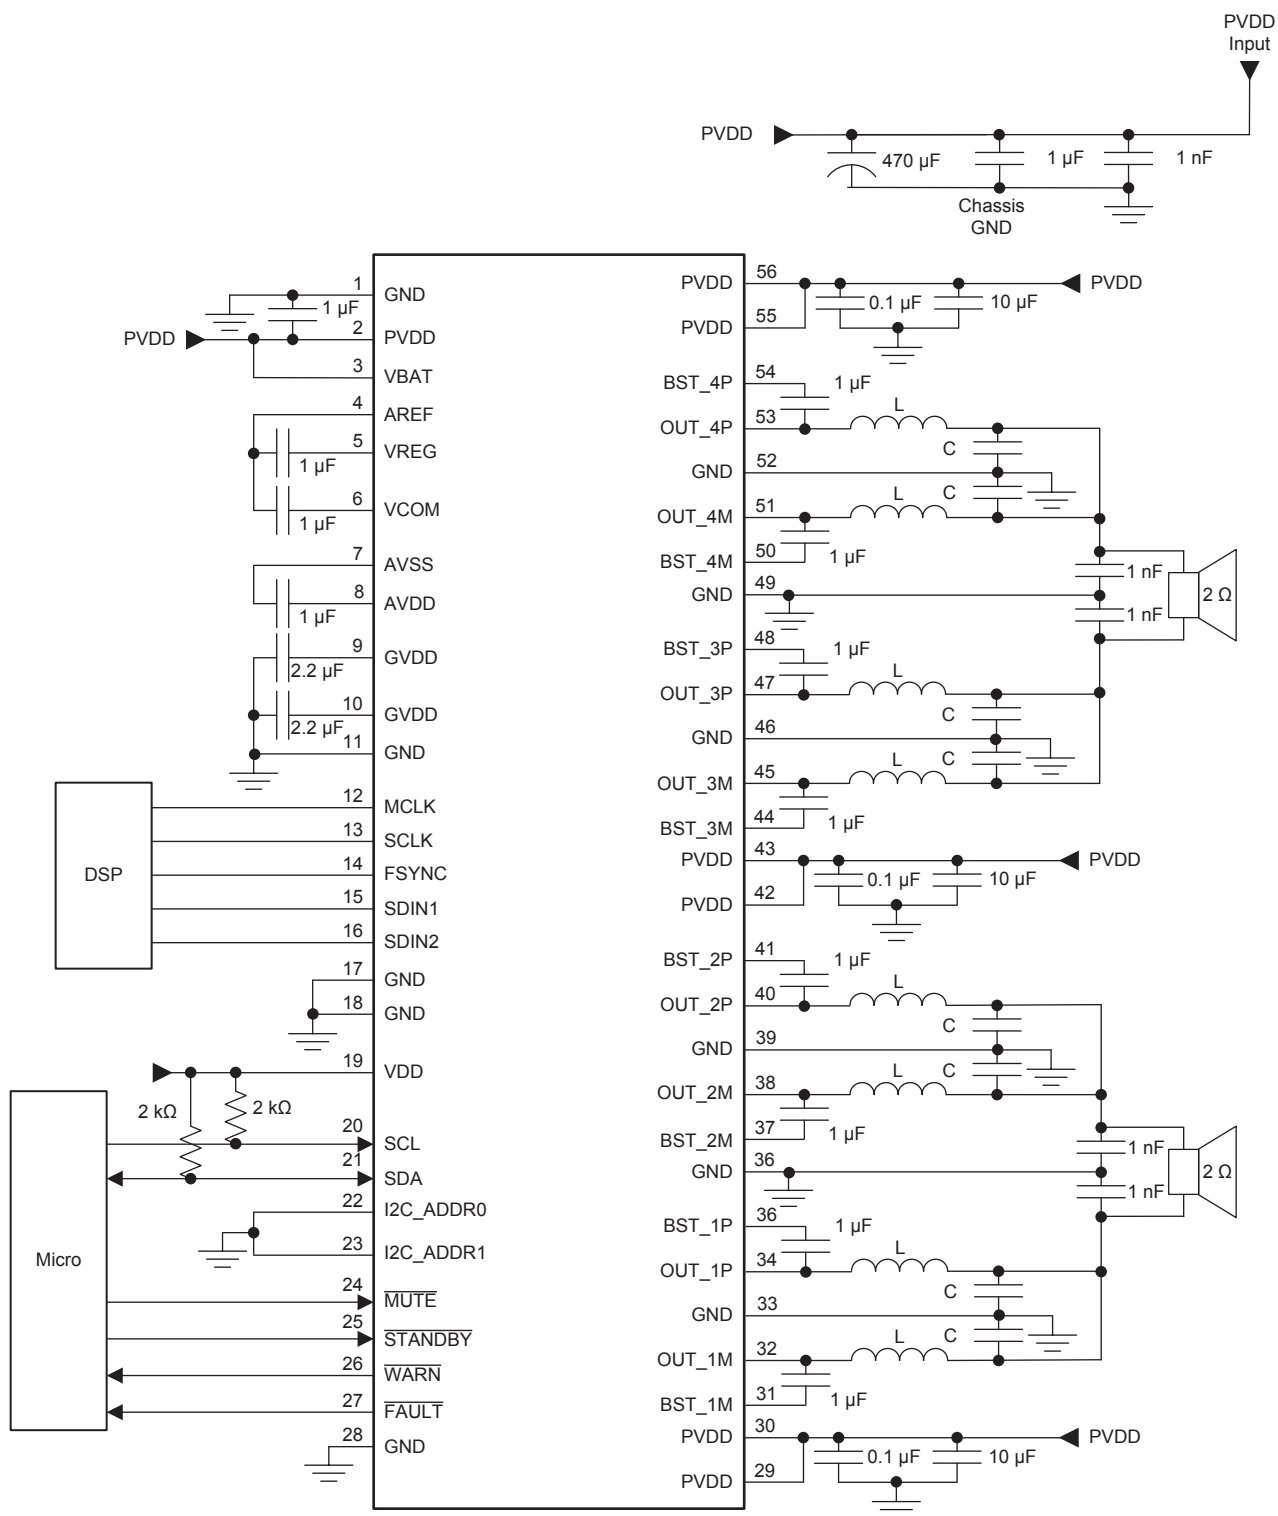 PVDD
Input
PVDD
470 µF
1 µF
1 nF
Chassis
GND
1
GND
1 µF
2
PVDD
PVDD
3
VBAT
4
AREF
5
VREG
1 µF
6
VCOM
1 µF
7
AVSS
8
AVDD
1 µF
9
GVDD
2.2 µF
10
GVDD
2.2 µF
11
GND
DSP
12
MCLK
13
SCLK
14
FSYNC
15
SDIN1
16
SDIN2
17
GND
18
GND
19
VDD
2 kΩ
2 kΩ
20
SCL
21
SDA
22
I2C_ADDR0
23
I2C_ADDR1
Micro
24
MUTE
25
STANDBY
26
WARN
27
FAULT
28
GND
PVDD
56
PVDD
0.1 µF
10 µF
PVDD
55
BST_4P
54
1 µF
OUT_4P
53
L
C
GND
52
C
OUT_4M
51
L
BST_4M
50
1 µF
GND
49
1 nF
1 nF
2 Ω
BST_3P
48
1 µF
OUT_3P
47
L
C
GND
46
C
OUT_3M
45
L
BST_3M
44
1 µF
PVDD
43
PVDD
0.1 µF
10 µF
PVDD
42
BST_2P
41
1 µF
OUT_2P
40
L
C
GND
39
C
OUT_2M
38
L
BST_2M
37
1 µF
GND
36
1 nF
1 nF
2 Ω
BST_1P
36
1 µF
OUT_1P
34
L
C
GND
33
C
OUT_1M
32
L
BST_1M
31
1 µF
PVDD
30
PVDD
0.1 µF
10 µF
PVDD
29